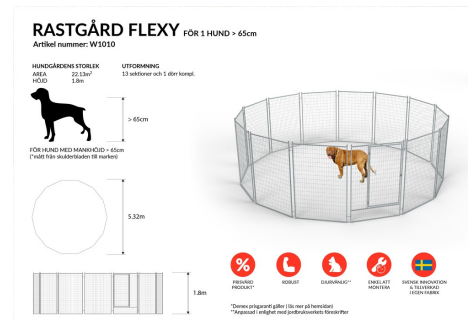 RASTGÅRD FLEXY FÖR 1 HUND > 65cm
Artikel nummer: W1010
HUNDGÅRDENS STORLEK
AREA 22.13m²
HÖJD 1.8m
UTFORMNING
13 sektioner och 1 dörr kompl.
> 65cm
FÖR HUND MED MANKHÖJD > 65cm
(*mått från skulderbladen till marken)
5.32m
1.8m
%
PRISVÄRD
PRODUKT*
ROBUST
DJURVÄNLIG**
ENKELT ATT
MONTERA
SVENSK INNOVATION
& TILLVERKAD
I EGEN FABRIK
*Demex prisgaranti gäller (läs mer på hemsidan)
**Anpassad i enlighet med jordbruksverkets föreskrifter